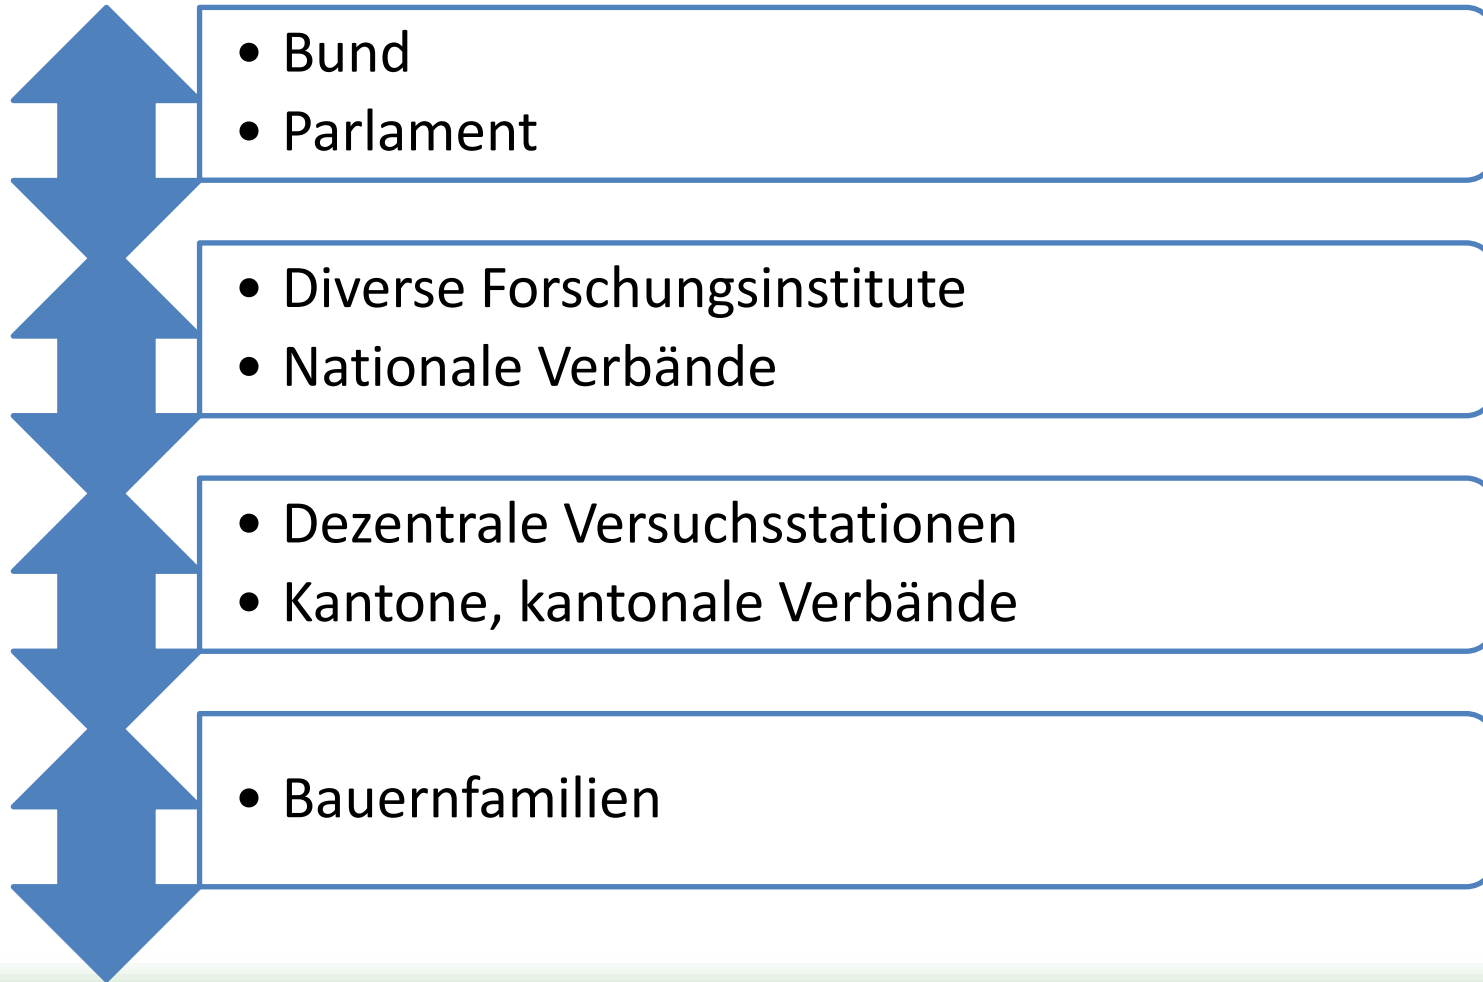 • Bund
• Parlament
• Diverse Forschungsinstitute
• Nationale Verbände
• Dezentrale Versuchsstationen
• Kantone, kantonale Verbände
• Bauernfamilien